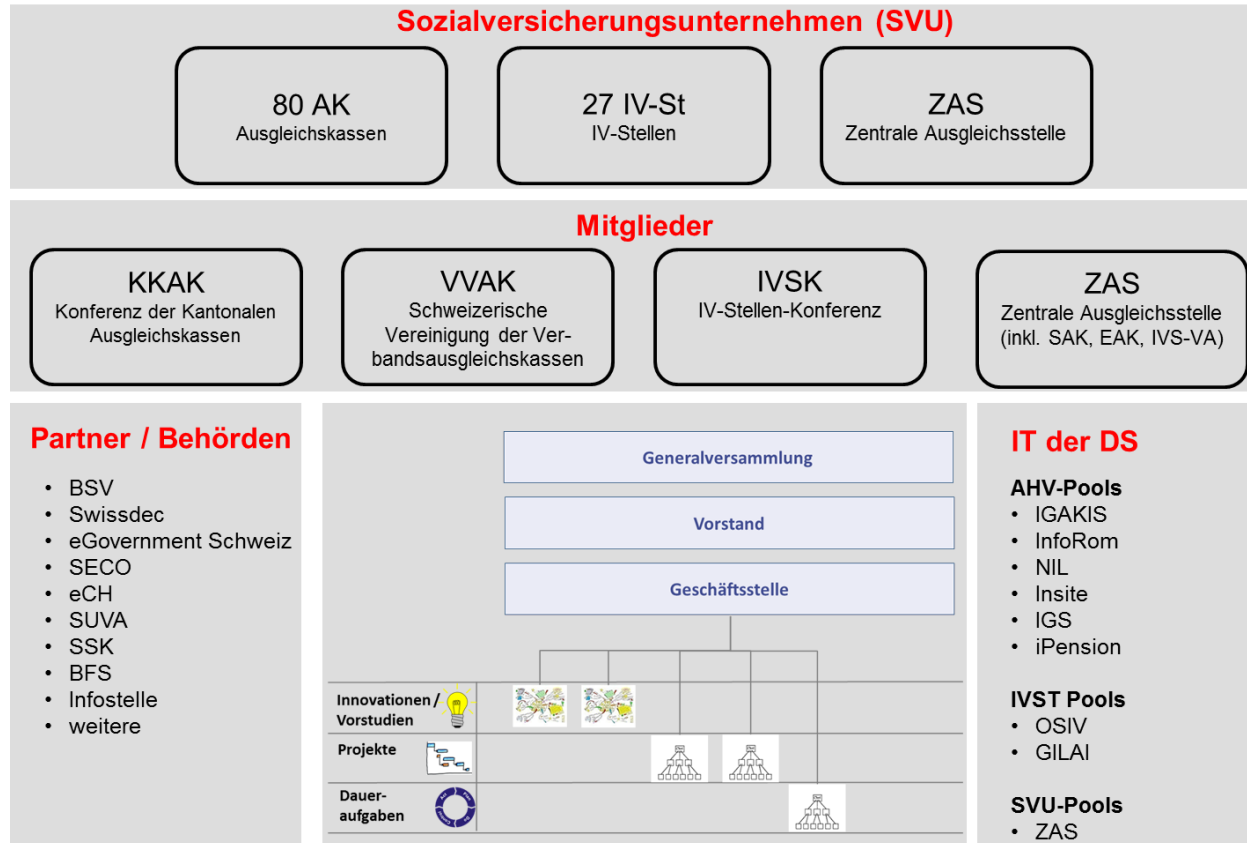 Sozialversicherungsunternehmen (SVU)
80 AK
Ausgleichskassen
27 IV-St
IV-Stellen
ZAS
Zentrale Ausgleichsstelle
Mitglieder
KKAK
Konferenz der Kantonalen
Ausgleichskassen
VVAK
Schweizerische
Vereinigung der Ver-
bandsausgleichskassen
IVSK
IV-Stellen-Konferenz
ZAS
Zentrale Ausgleichsstelle
(inkl. SAK, EAK, IVS-VA)
Partner / Behörden
• BSV
• Swissdec
• eGovernment Schweiz
• SECO
• eCH
• SUVA
• SSK
• BFS
• Infostelle
• weitere
Generalversammlung
Vorstand
Geschäftsstelle
Innovationen /
Vorstudien
Projekte
Dauer-
aufgaben
IT der DS
AHV-Pools
• IGAKIS
• InfoRom
• NIL
• Insite
• IGS
• iPension
IVST Pools
• OSIV
• GILAI
SVU-Pools
• ZAS